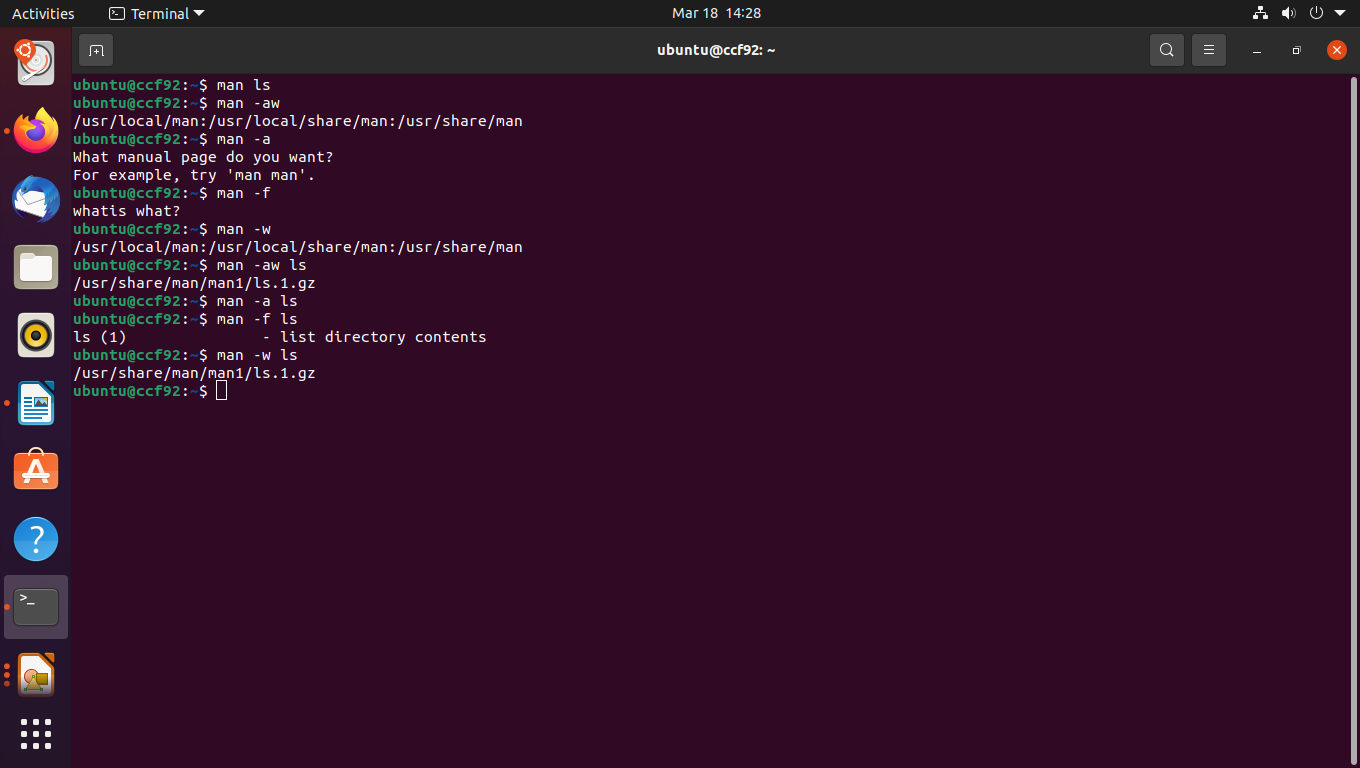 Activities Terminal Mar 18 14:28
ubuntu@ccf92: ~
ubuntu@ccf92:~$ man ls
ubuntu@ccf92:~$ man -aw
/usr/local/man:/usr/local/share/man:/usr/share/man
ubuntu@ccf92:~$ man -a
What manual page do you want?
For example, try 'man man'.
ubuntu@ccf92:~$ man -f
whatis what?
ubuntu@ccf92:~$ man -w
/usr/local/man:/usr/local/share/man:/usr/share/man
ubuntu@ccf92:~$ man -aw ls
/usr/share/man/man1/ls.1.gz
ubuntu@ccf92:~$ man -a ls
ubuntu@ccf92:~$ man -f ls
ls (1)               - list directory contents
ubuntu@ccf92:~$ man -w ls
/usr/share/man/man1/ls.1.gz
ubuntu@ccf92:~$